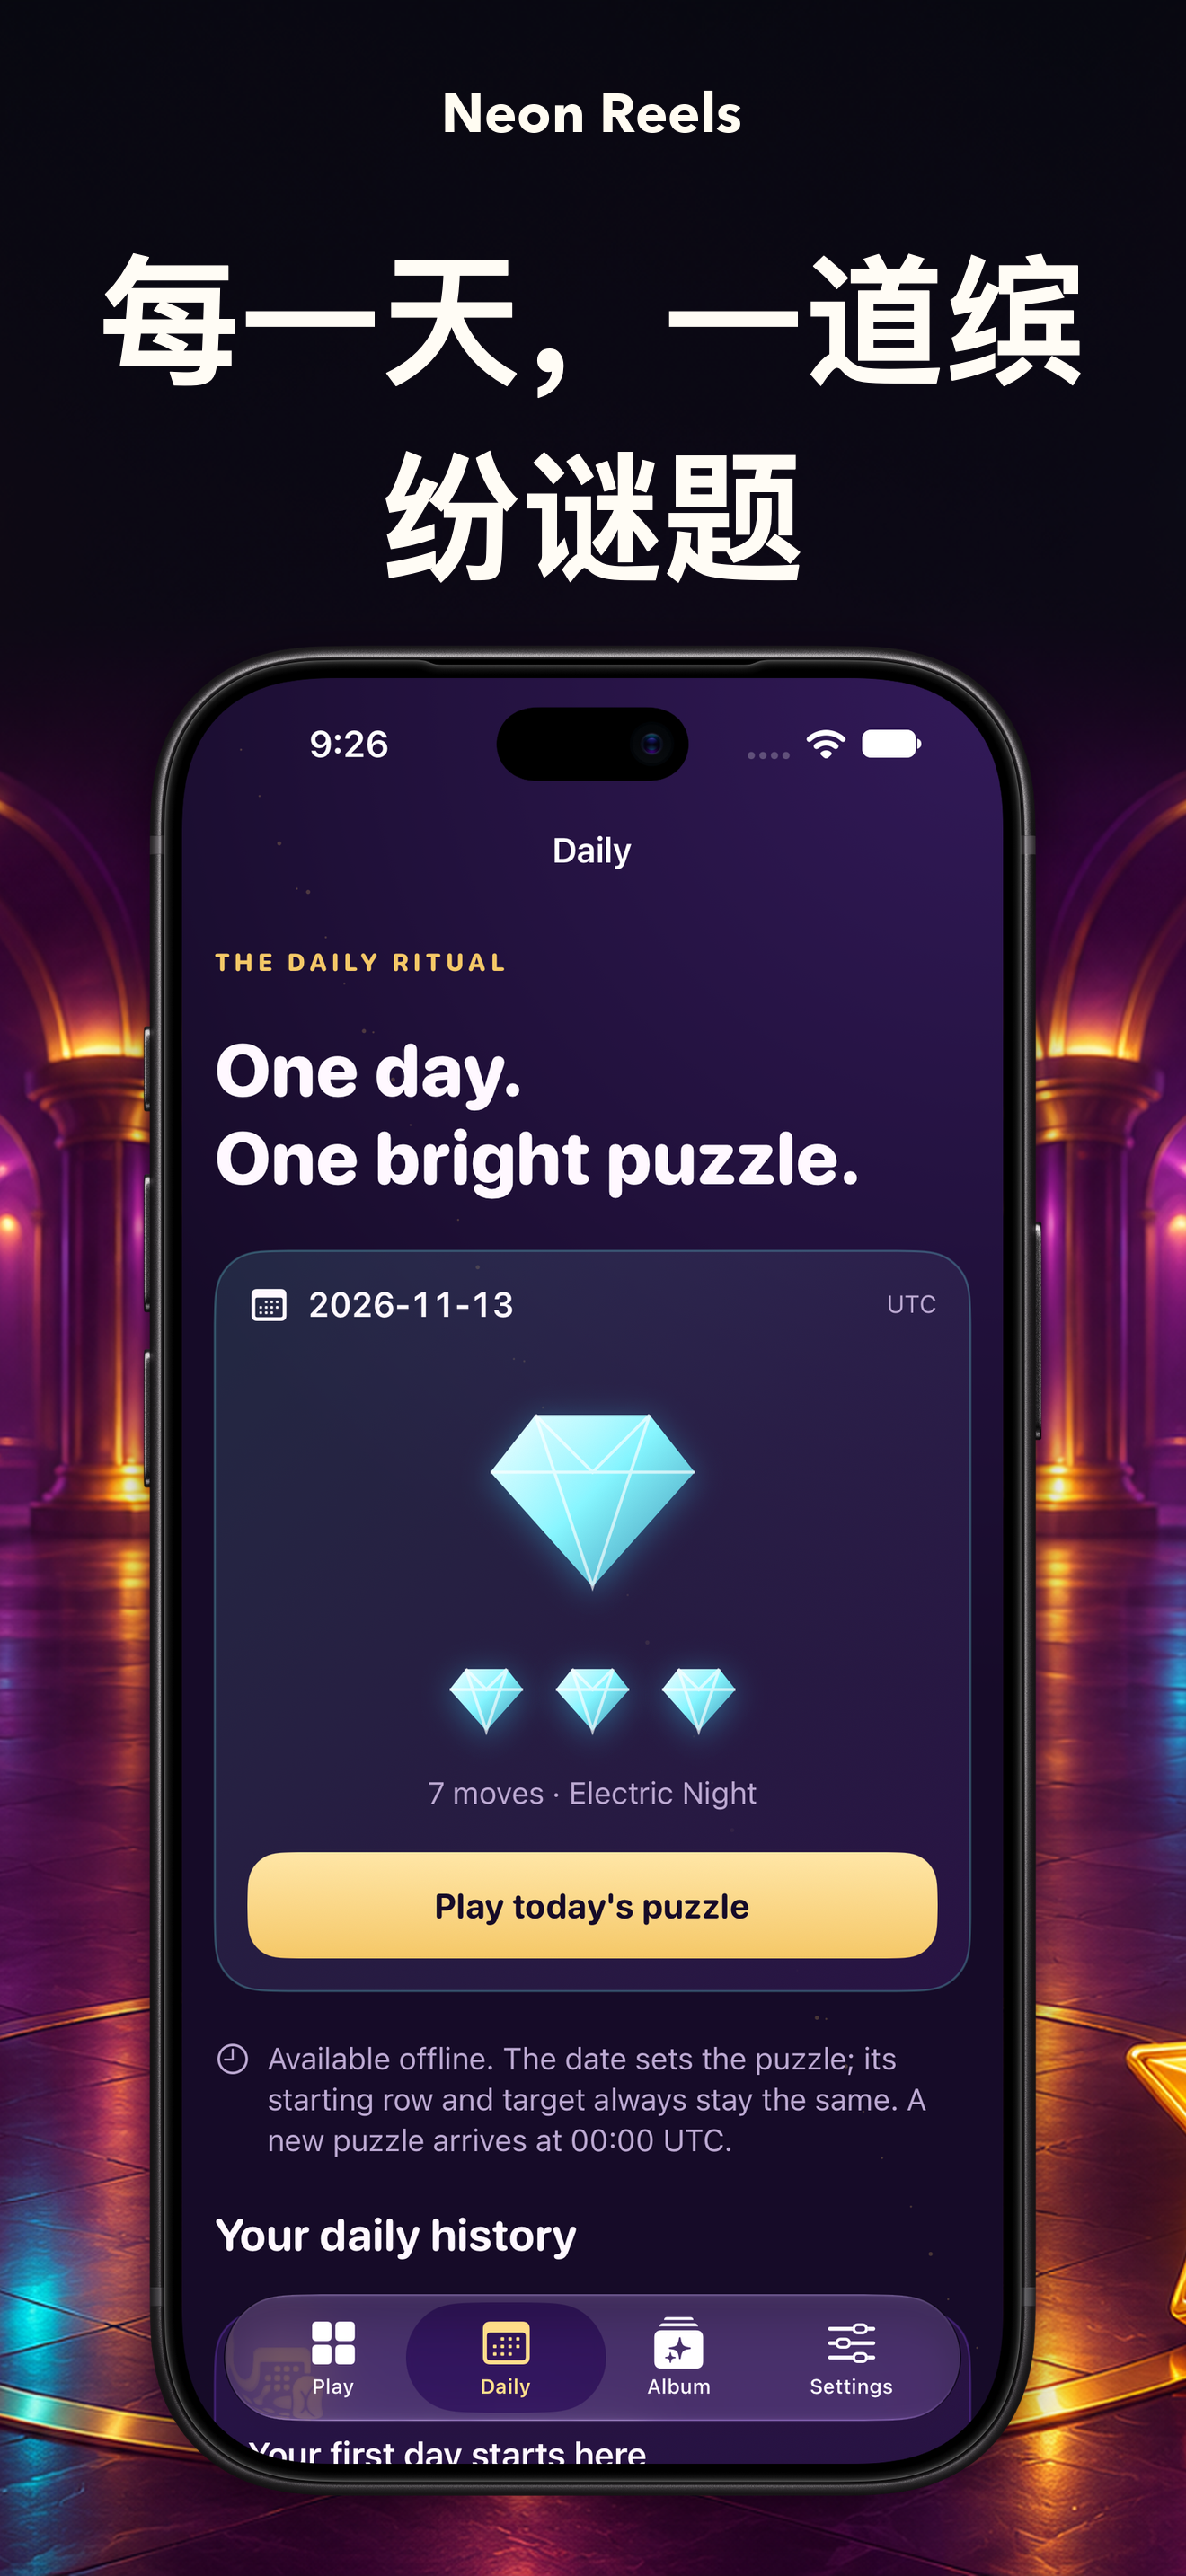 Neon Reels
每一天，一道缤
纷谜题
9:26
Daily
THE DAILY RITUAL
One day.
One bright puzzle.
2026-11-13
UTC
7 moves · Electric Night
Play today's puzzle
Available offline. The date sets the puzzle; its
starting row and target always stay the same. A
new puzzle arrives at 00:00 UTC.
Your daily history
Play
Daily
Album
Settings
Your first day starts here